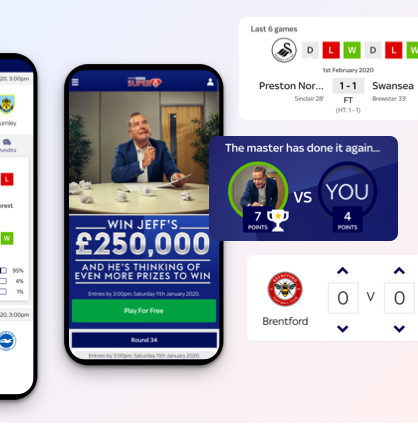 20, 3:00pm
urnley
Pundits
L
orest
W
95%
4%
1%
20, 3:00pm
SUPER 6
WIN JEFF'S
£250,000
AND HE'S THINKING OF
EVEN MORE PRIZES TO WIN
Entries by 3:00pm, Saturday 11th January 2020.
Play For Free
Round 34
Entries by 3:00pm, Saturday 11th January 2020.
Last 6 games
D L W D L W
1st February 2020
Preston Nor... 1 - 1 Swansea
Sinclair 28' FT Brewster 33'
(HT: 1 - 1)
The master has done it again...
VS YOU
7 4
POINTS POINTS
BRENTFORD
0 V 0
Brentford